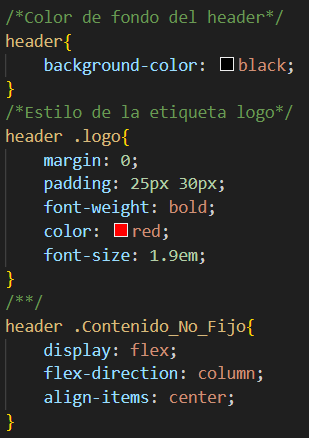 /*Color de fondo del header*/
header{
    background-color: black;
}
/*Estilo de la etiqueta logo*/
header .logo{
    margin: 0;
    padding: 25px 30px;
    font-weight: bold;
    color: red;
    font-size: 1.9em;
}
/**/
header .Contenido_No_Fijo{
    display: flex;
    flex-direction: column;
    align-items: center;
}